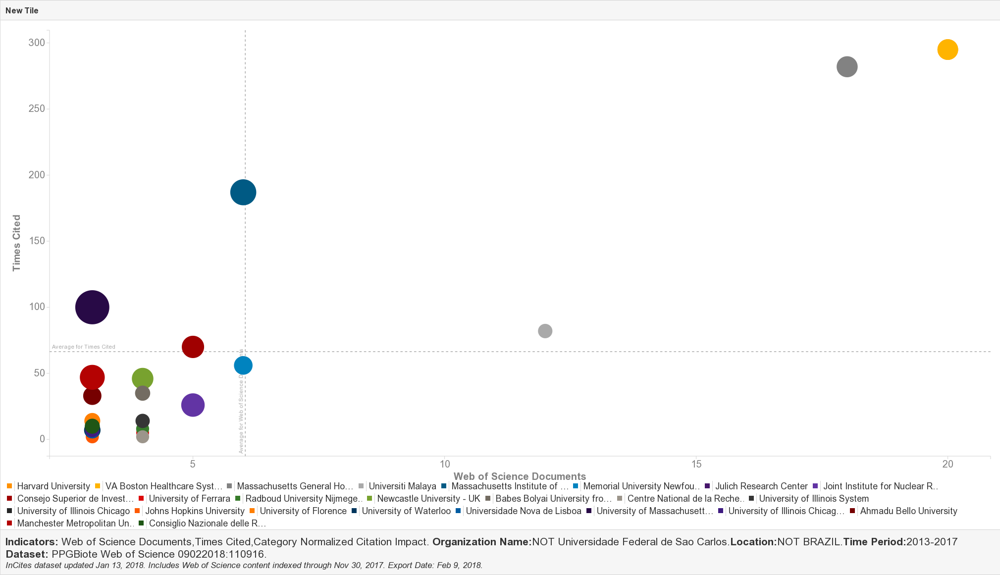 New Tile
300
250
200
150
100
50
0
Times Cited
Average for Times Cited
Average for Web of Science
5
10
15
20
Web of Science Documents
Harvard University VA Boston Healthcare Syst... Massachusetts General Ho... Universiti Malaya Massachusetts Institute of ... Memorial University Newfou.. Julich Research Center Joint Institute for Nuclear R..
Consejo Superior de Invest... University of Ferrara Radboud University Nijmege.. Newcastle University - UK Babes Bolyai University fro... Centre National de la Reche.. University of Illinois System
University of Illinois Chicago Johns Hopkins University University of Florence University of Waterloo Universidade Nova de Lisboa University of Massachusett... University of Illinois Chicag... Ahmadu Bello University
Manchester Metropolitan Un.. Consiglio Nazionale delle R...
Indicators: Web of Science Documents,Times Cited,Category Normalized Citation Impact. Organization Name:NOT Universidade Federal de Sao Carlos.Location:NOT BRAZIL.Time Period:2013-2017
Dataset: PPGBiote Web of Science 09022018:110916.
InCites dataset updated Jan 13, 2018. Includes Web of Science content indexed through Nov 30, 2017. Export Date: Feb 9, 2018.